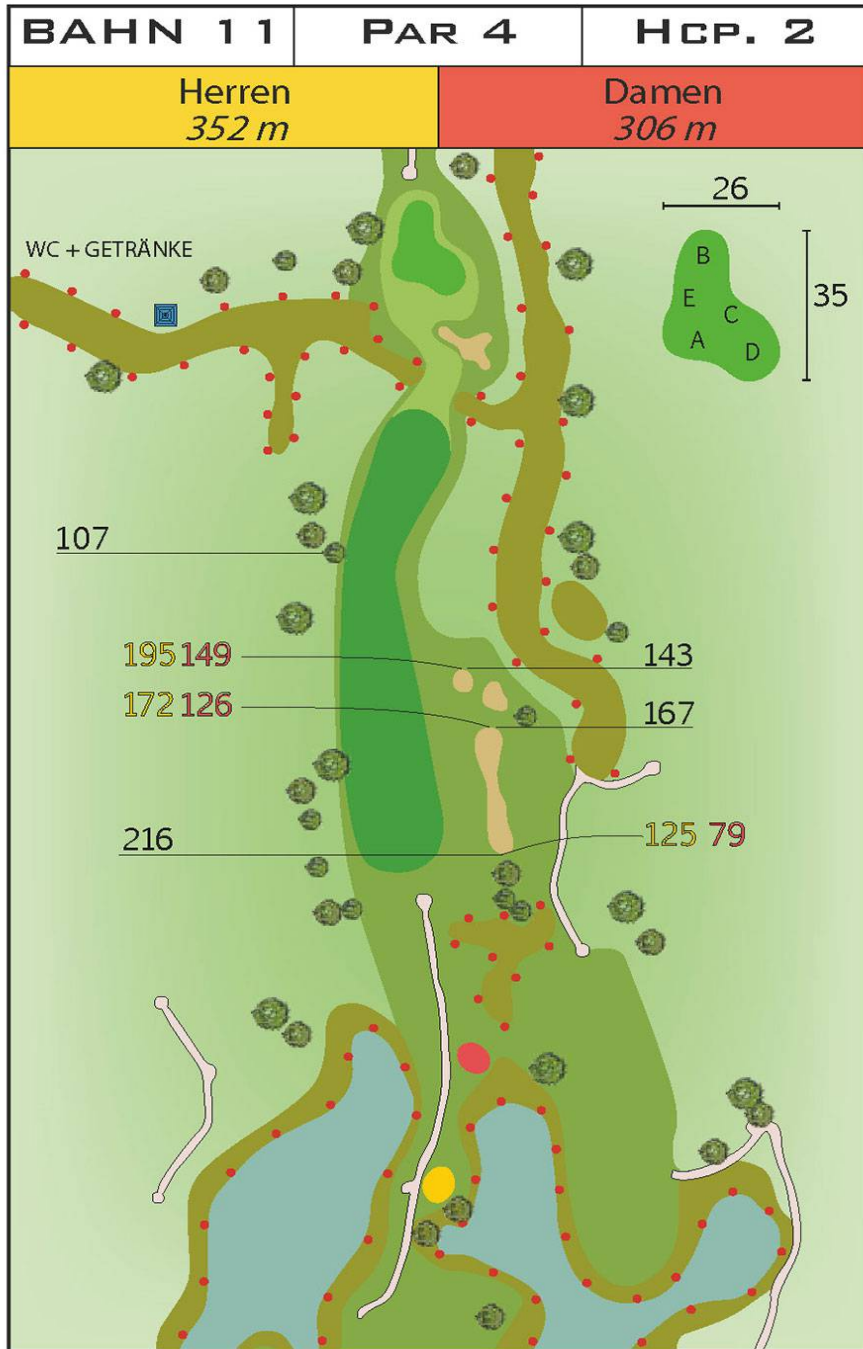 BAHN 11
PAR 4
HCP. 2
Herren
352 m
Damen
306 m
26
WC + GETRÄNKE
B
E
C
A
D
35
107
195 149
143
172 126
167
216
125 79